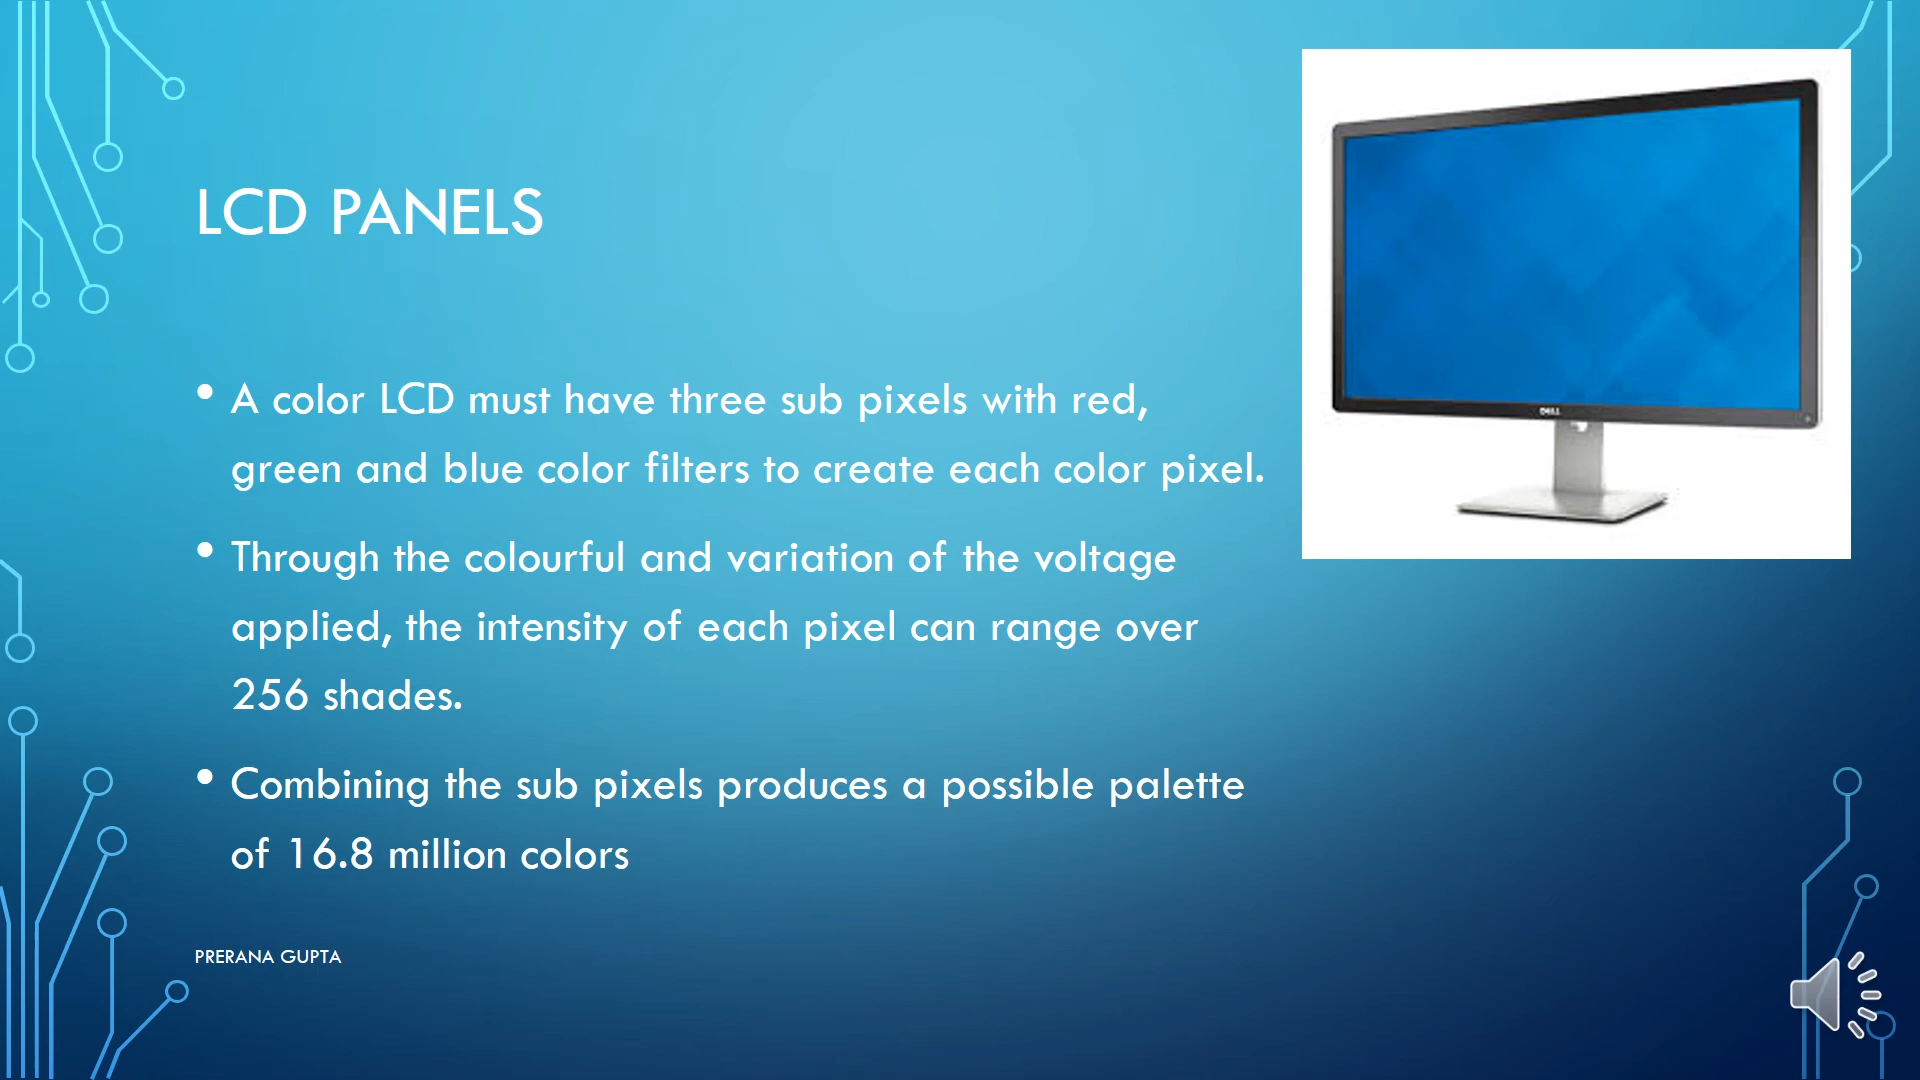 LCD PANELS
• A color LCD must have three sub pixels with red,
green and blue color filters to create each color pixel.
• Through the colourful and variation of the voltage
applied, the intensity of each pixel can range over
256 shades.
• Combining the sub pixels produces a possible palette
of 16.8 million colors
PRERANA GUPTA
DELL